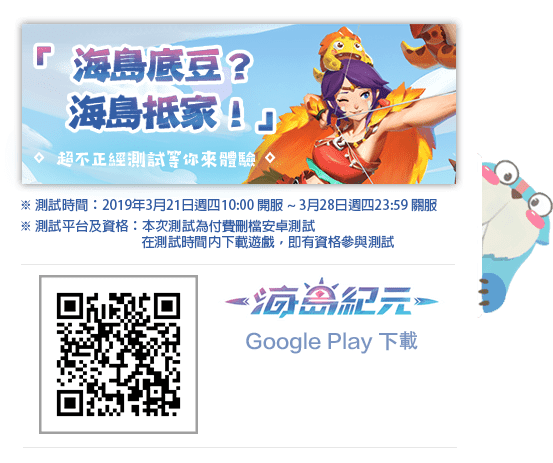 「海島底豆？
海島抵家！」
超不正經測試等你來體驗
※ 測試時間：2019年3月21日週四10:00 開服 ~ 3月28日週四23:59 關服
※ 測試平台及資格：本次測試為付費刪檔安卓測試
在測試時間內下載遊戲，即有資格參與測試
海島紀元
Google Play 下載